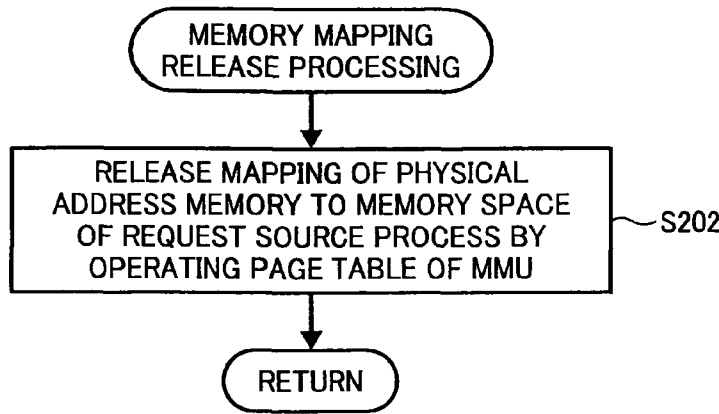 MEMORY MAPPING
RELEASE PROCESSING
RELEASE MAPPING OF PHYSICAL
ADDRESS MEMORY TO MEMORY SPACE
OF REQUEST SOURCE PROCESS BY
OPERATING PAGE TABLE OF MMU
S202
RETURN